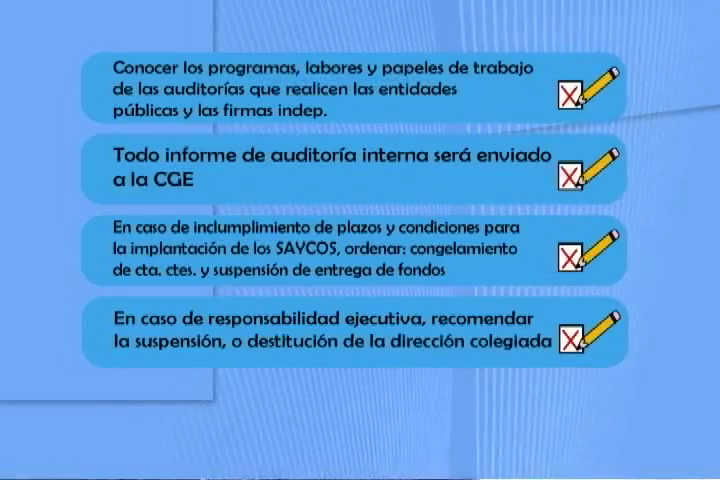 Conocer los programas, labores y papeles de trabajo
de las auditorías que realicen las entidades
públicas y las firmas indep.
Todo informe de auditoría interna será enviado
a la CGE
En caso de inclumplimiento de plazos y condiciones para
la implantación de los SAYCOS, ordenar: congelamiento
de cta. ctes. y suspensión de entrega de fondos
En caso de responsabilidad ejecutiva, recomendar
la suspensión, o destitución de la dirección colegiada